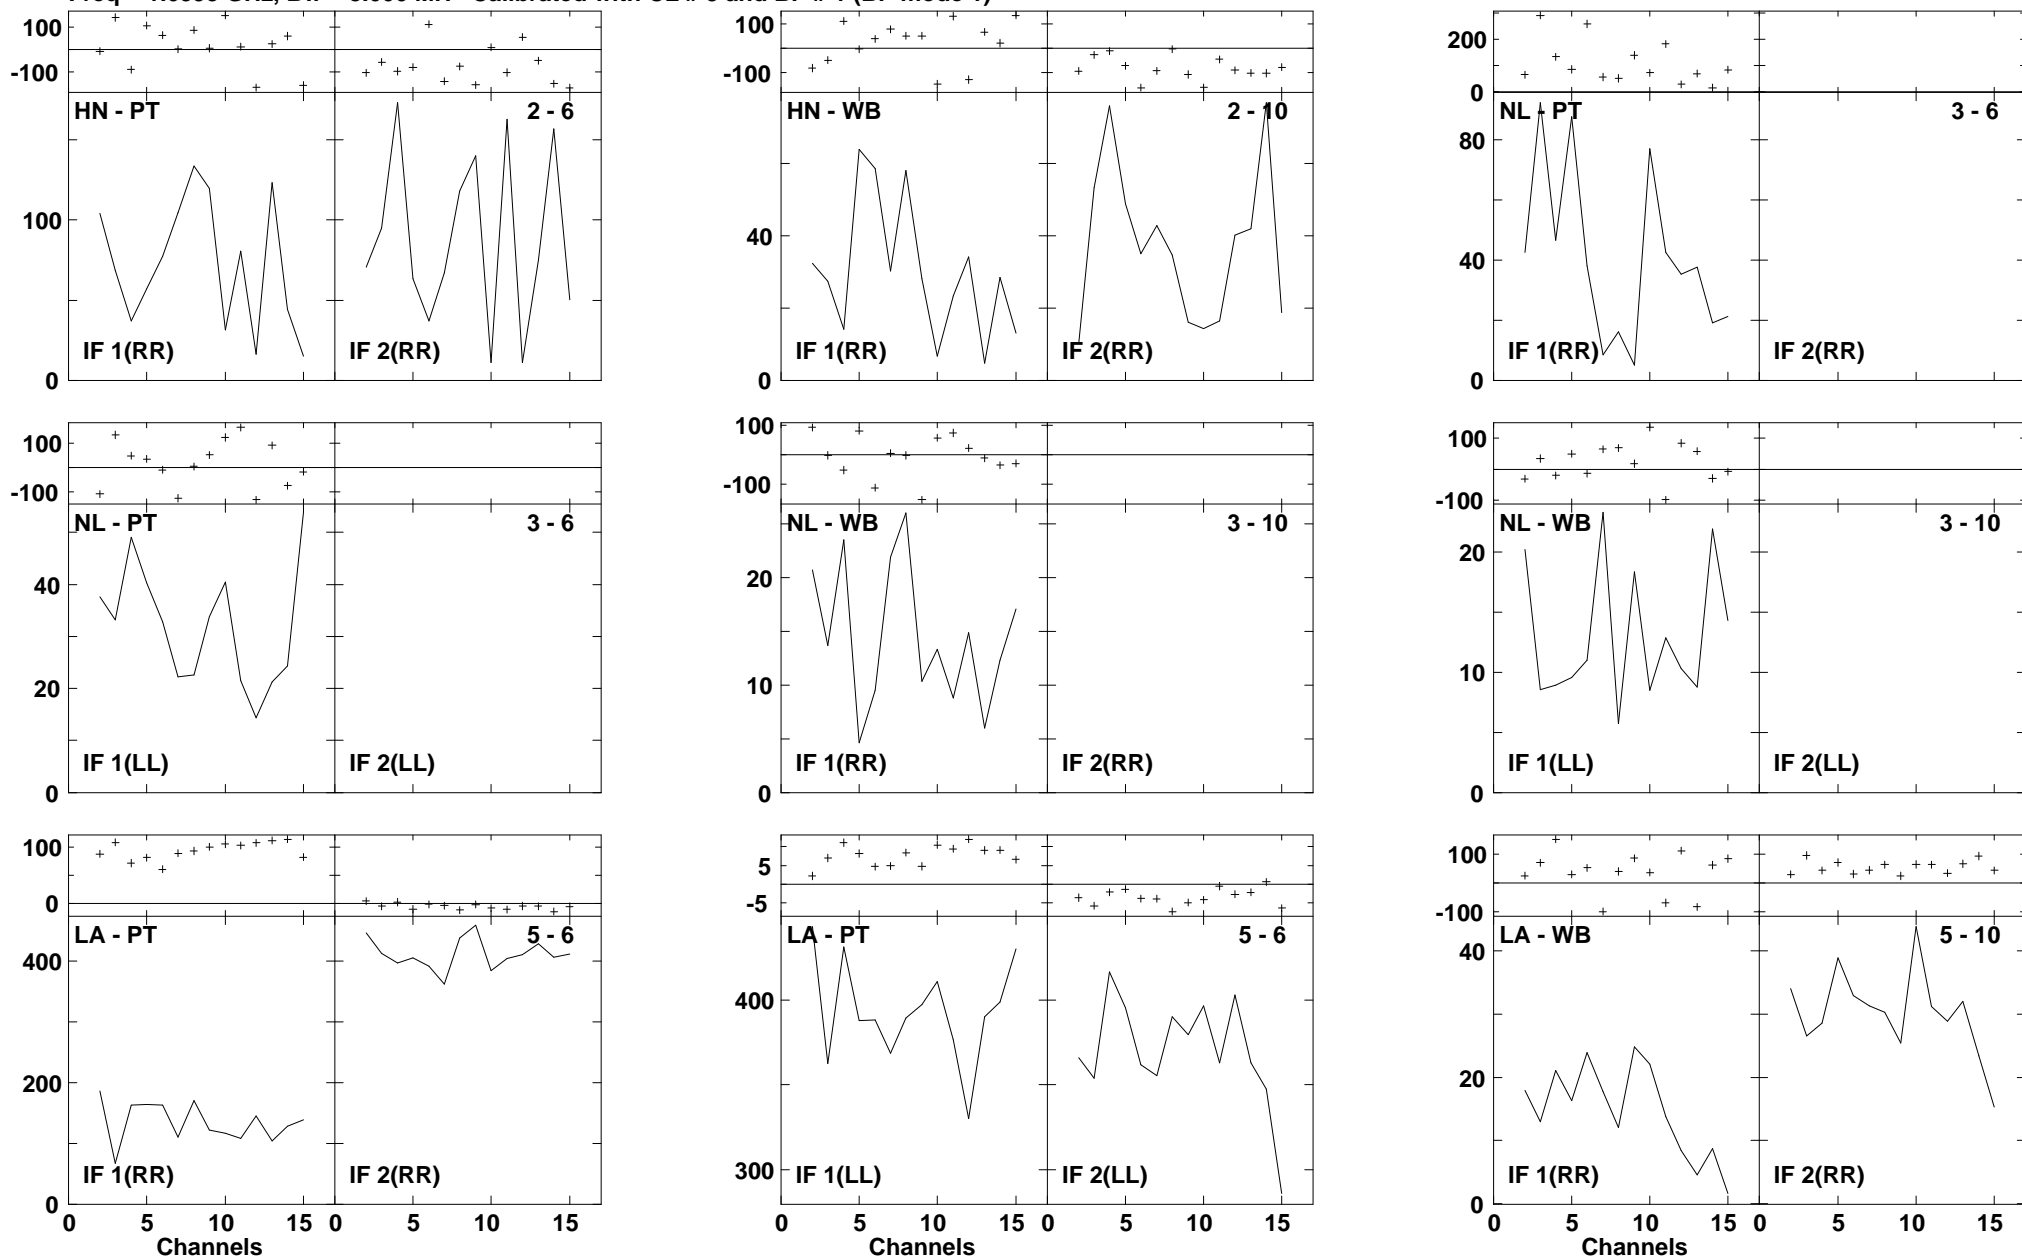 100
-100
HN - PT
2 - 6
100
0
IF 1(RR)
IF 2(RR)
100
-100
HN - WB
2 - 10
40
0
IF 1(RR)
IF 2(RR)
200
0
NL - PT
3 - 6
80
40
0
IF 1(RR)
IF 2(RR)
100
-100
NL - PT
3 - 6
40
20
0
IF 1(LL)
IF 2(LL)
100
-100
NL - WB
3 - 10
20
10
0
IF 1(RR)
IF 2(RR)
100
-100
NL - WB
3 - 10
20
10
0
IF 1(LL)
IF 2(LL)
100
0
LA - PT
5 - 6
400
200
0
IF 1(RR)
IF 2(RR)
0 5 10 15 0 5 10 15
Channels
5
-5
LA - PT
5 - 6
400
300
IF 1(LL)
IF 2(LL)
0 5 10 15 0 5 10 15
Channels
100
-100
LA - WB
5 - 10
40
20
0
IF 1(RR)
IF 2(RR)
0 5 10 15 0 5 10 15
Channels